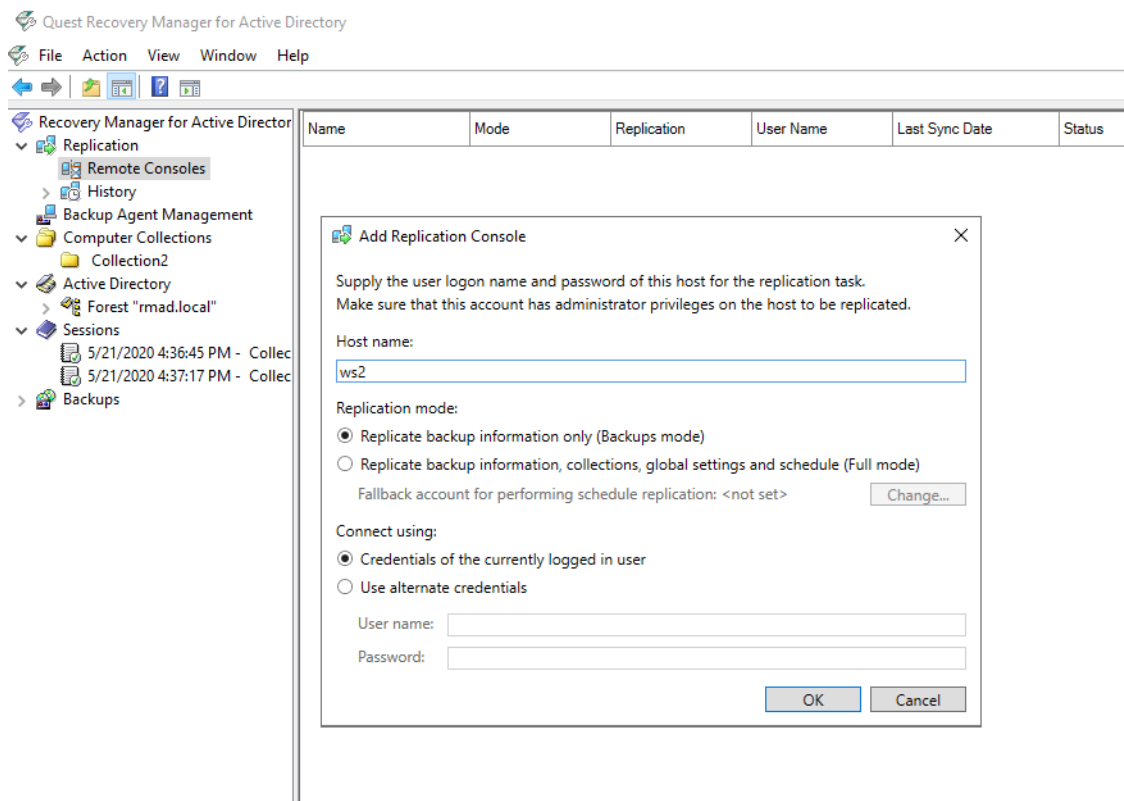 Quest Recovery Manager for Active Directory
File Action View Window Help
Recovery Manager for Active Director
Replication
Remote Consoles
History
Backup Agent Management
Computer Collections
Collection2
Active Directory
Forest "rmad.local"
Sessions
5/21/2020 4:36:45 PM - Collec
5/21/2020 4:37:17 PM - Collec
Backups
Name Mode Replication User Name Last Sync Date Status
Add Replication Console
Supply the user logon name and password of this host for the replication task.
Make sure that this account has administrator privileges on the host to be replicated.
Host name:
ws2
Replication mode:
Replicate backup information only (Backups mode)
Replicate backup information, collections, global settings and schedule (Full mode)
Fallback account for performing schedule replication: <not set> Change...
Connect using:
Credentials of the currently logged in user
Use alternate credentials
User name:
Password:
OK Cancel